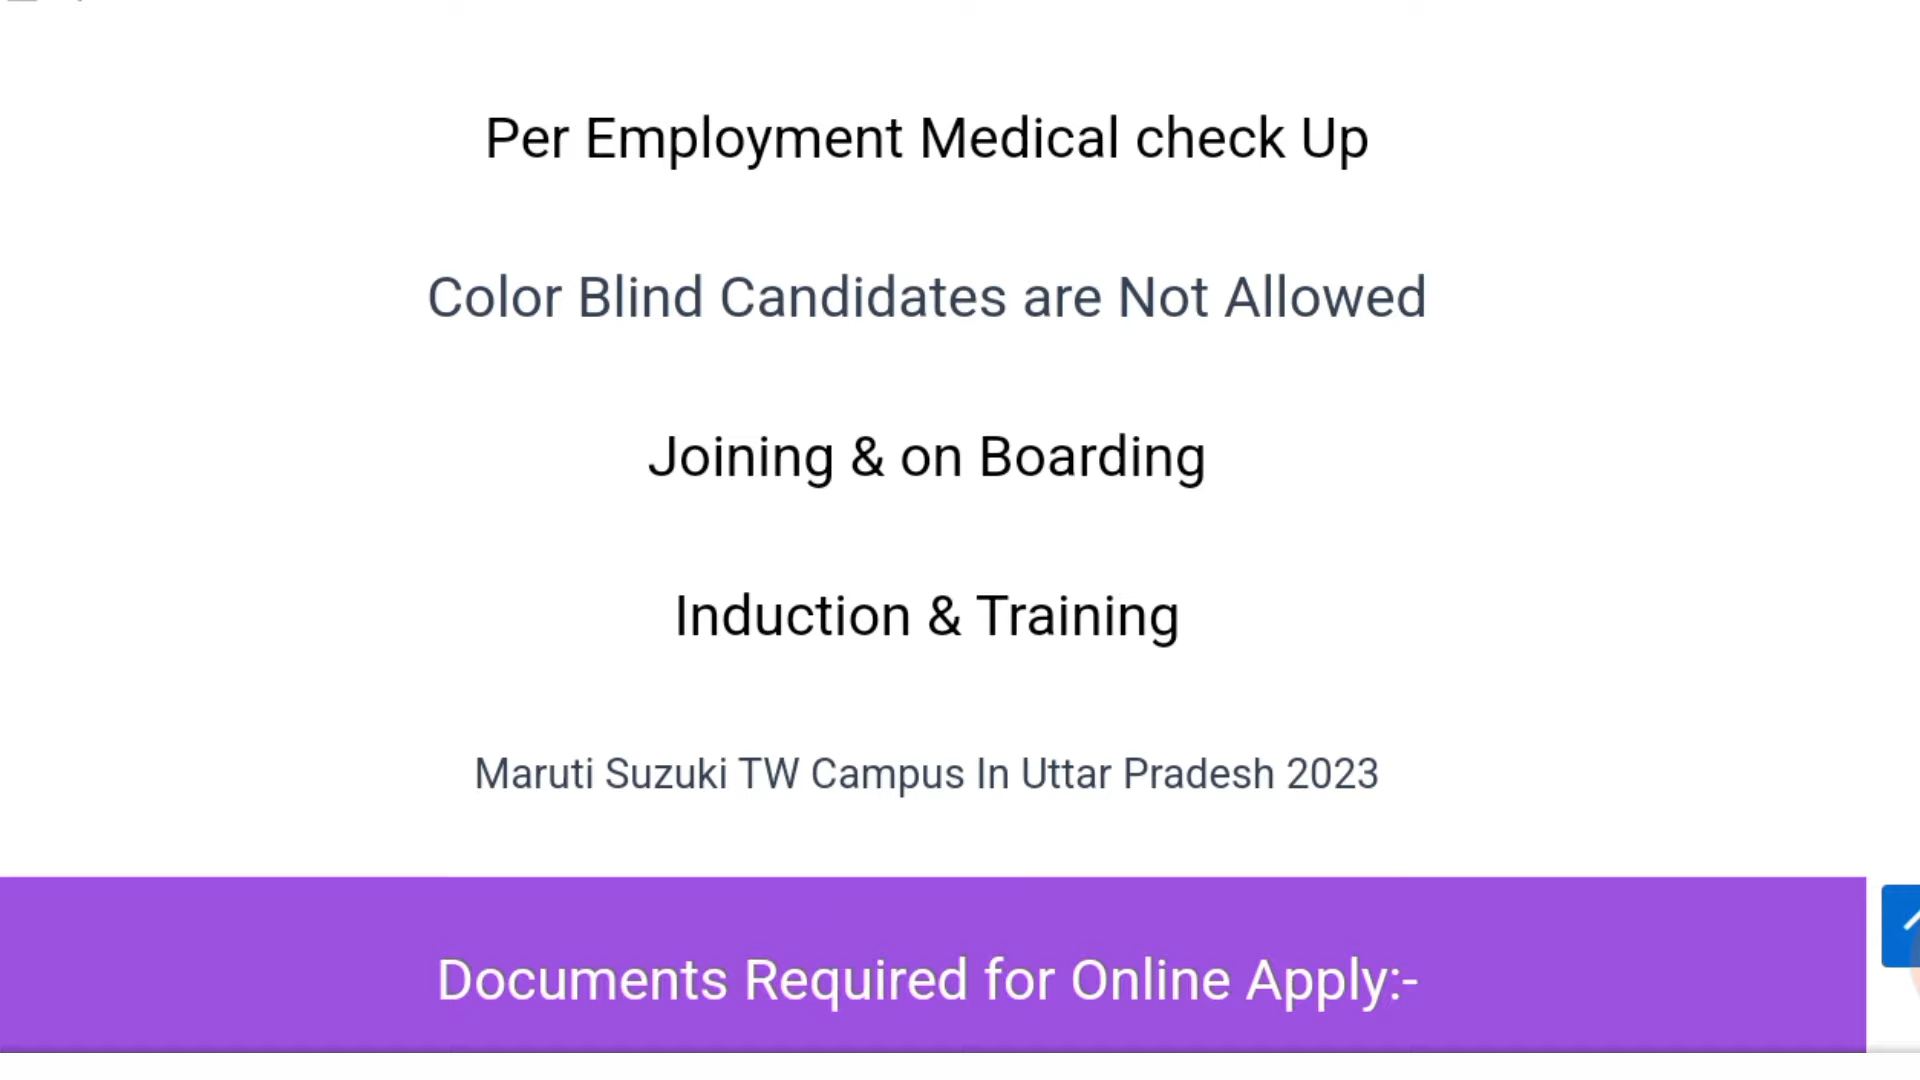 Per Employment Medical check Up
Color Blind Candidates are Not Allowed
Joining & on Boarding
Induction & Training
Maruti Suzuki TW Campus In Uttar Pradesh 2023
Documents Required for Online Apply:-